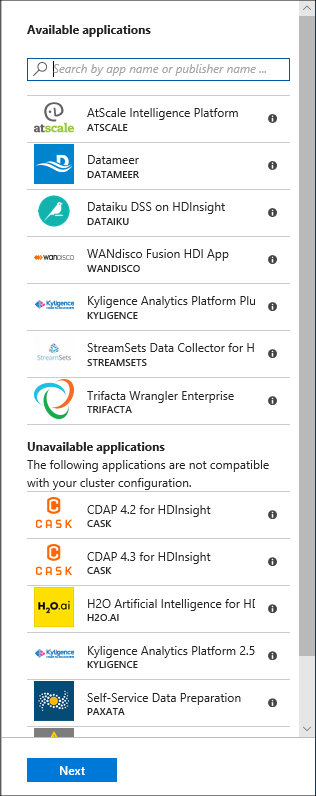 Available applications
Search by app name or publisher name ...
atscale
AtScale Intelligence Platform
ATSCALE
Datameer
DATAMEER
Dataiku DSS on HDInsight
DATAIKU
WANDISCO
WANdisco Fusion HDI App
WANDISCO
Kyligence
Kyligence Analytics Platform Plu
KYLIGENCE
StreamSets
StreamSets Data Collector for H
STREAMSETS
Trifacta Wrangler Enterprise
TRIFACTA
Unavailable applications
The following applications are not compatible
with your cluster configuration.
CASK
CDAP 4.2 for HDInsight
CASK
CASK
CDAP 4.3 for HDInsight
CASK
H2O.ai
H2O Artificial Intelligence for HD
H2O.AI
Kyligence
Kyligence Analytics Platform 2.5
KYLIGENCE
Self-Service Data Preparation
PAXATA
Next